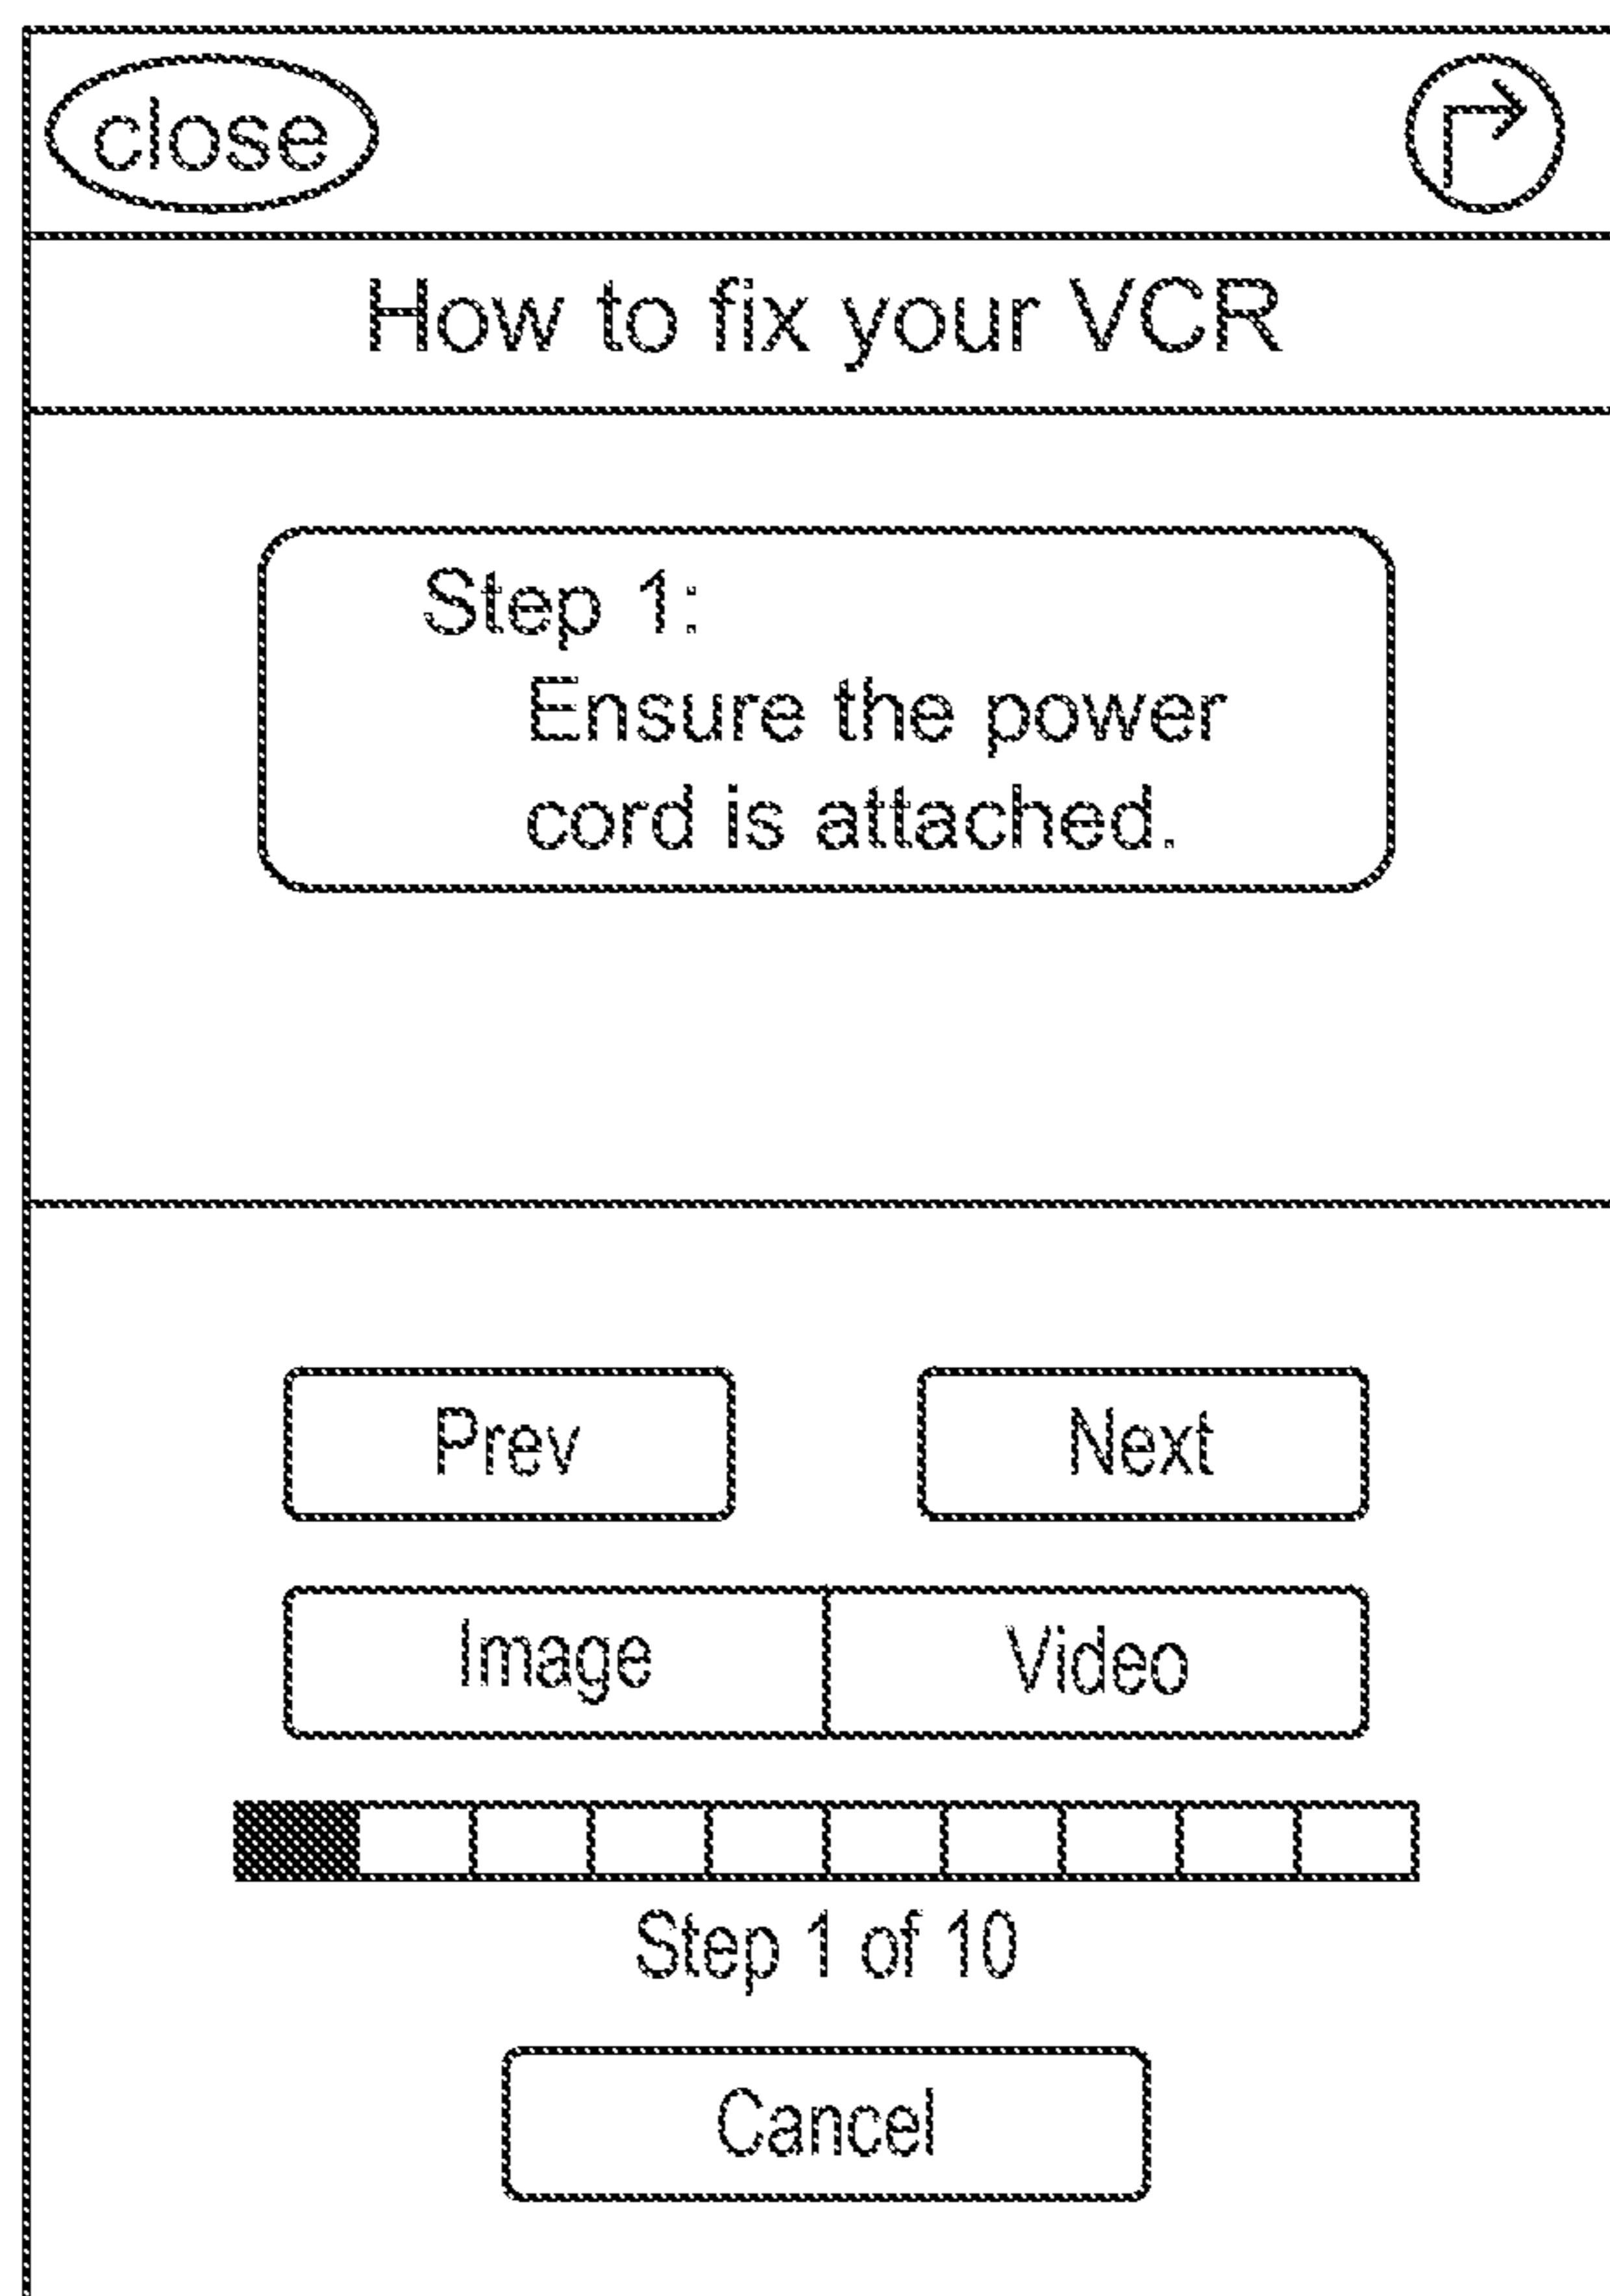 close
How to fix your VCR
Step 1:
Ensure the power
cord is attached.
Prev
Next
Image
Video
Step 1 of 10
Cancel